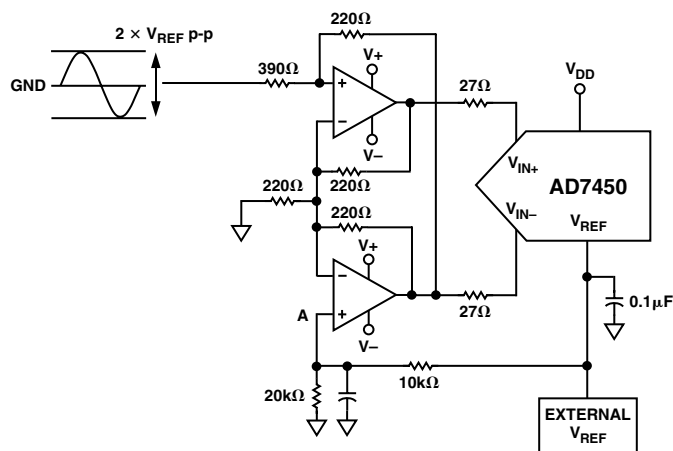 220Ω
2 × VREF p-p
V+
390Ω
27Ω
VDD
GND
+
−
V−
VIN+
AD7450
220Ω
220Ω
VIN−
220Ω
VREF
V+
−
A
+
27Ω
0.1µF
V−
10kΩ
20kΩ
EXTERNAL
VREF